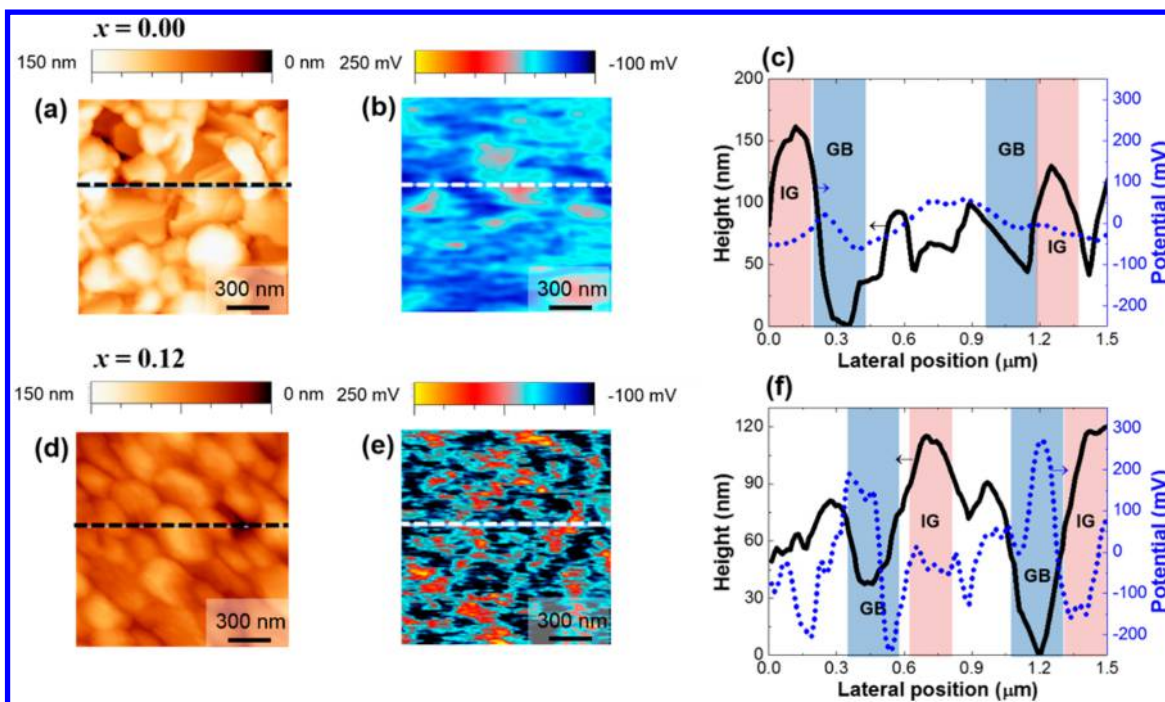 x = 0.00
150 nm 0 nm 250 mV -100 mV
(a) (b)
300 nm 300 nm
(c)
200
150
100
50
0
Height (nm)
IG GB GB IG
300
200
100
0
-100
-200
Potential (mV)
0.0 0.3 0.6 0.9 1.2 1.5
Lateral position (μm)
x = 0.12
150 nm 0 nm 250 mV -100 mV
(d) (e)
300 nm 300 nm
(f)
120
90
60
30
0
Height (nm)
GB IG GB IG
300
200
100
0
-100
-200
Potential (mV)
0.0 0.3 0.6 0.9 1.2 1.5
Lateral position (μm)